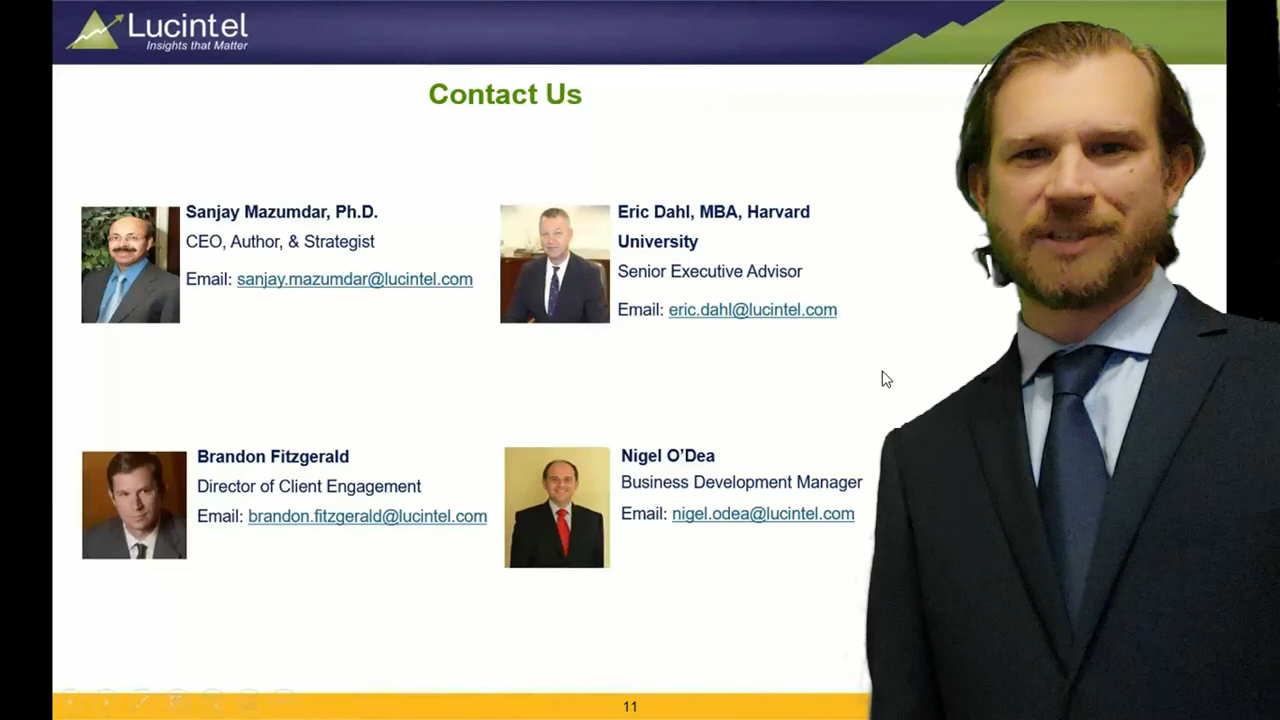 Lucintel
Insights that Matter
Contact Us
Sanjay Mazumdar, Ph.D.
CEO, Author, & Strategist
Email: sanjay.mazumdar@lucintel.com
Eric Dahl, MBA, Harvard
University
Senior Executive Advisor
Email: eric.dahl@lucintel.com
Brandon Fitzgerald
Director of Client Engagement
Email: brandon.fitzgerald@lucintel.com
Nigel O’Dea
Business Development Manager
Email: nigel.odea@lucintel.com
11